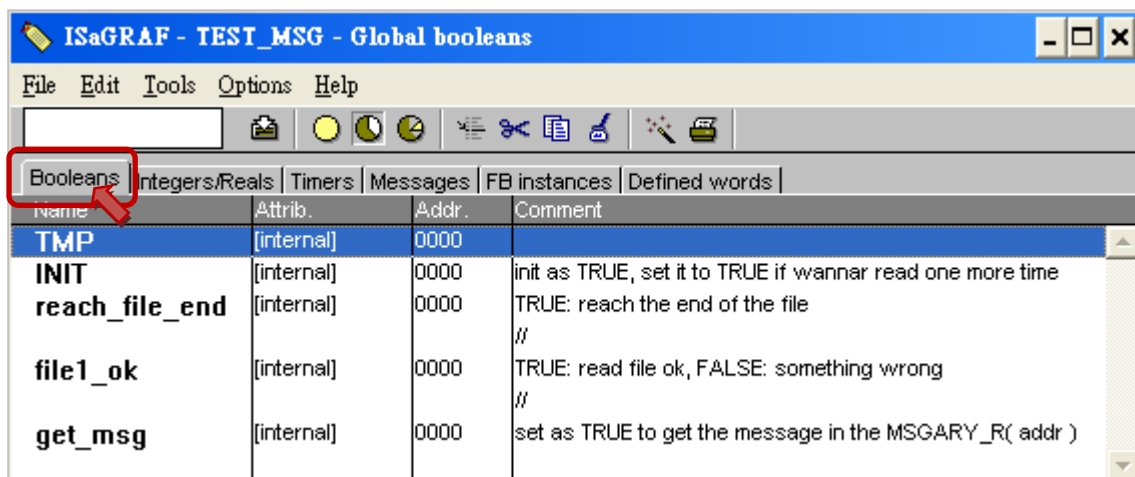 ISaGRAF - TEST_MSG - Global booleans
File Edit Tools Options Help
Booleans Integers/Reals Timers Messages FB instances Defined words
Name Attrib. Addr. Comment
TMP [internal] 0000
INIT [internal] 0000 init as TRUE, set it to TRUE if wannar read one more time
reach_file_end [internal] 0000 TRUE: reach the end of the file
//
file1_ok [internal] 0000 TRUE: read file ok, FALSE: something wrong
//
get_msg [internal] 0000 set as TRUE to get the message in the MSGARY_R( addr )